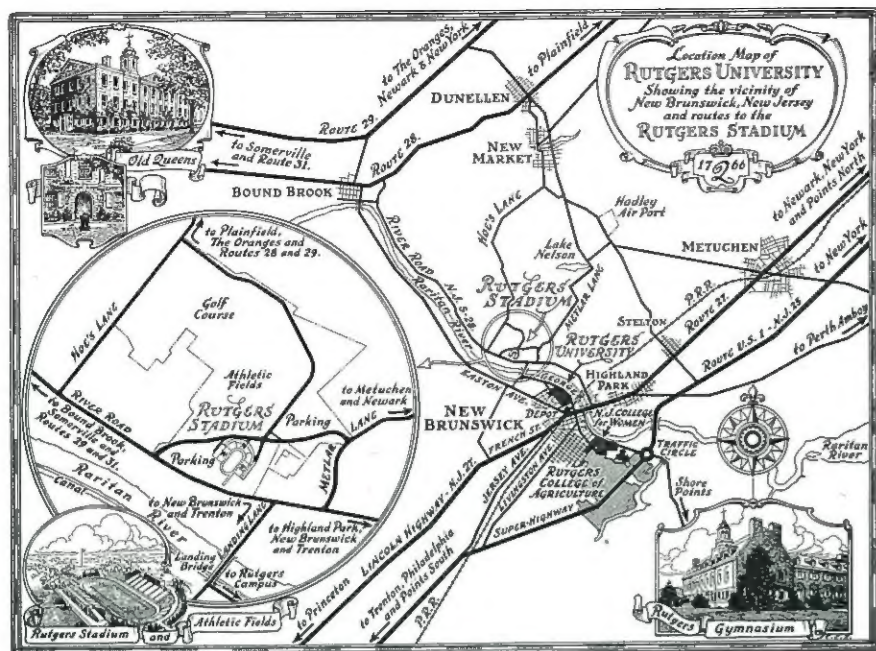 Location Map of
RUTGERS UNIVERSITY
Showing the vicinity of
New Brunswick, New Jersey
and routes to the
RUTGERS STADIUM
1766
to The Oranges,
Newark & New York
to Plainfield
DUNELLEN
ROUTE 29.
to Somerville
and Route 31.
ROUTE 28.
NEW
MARKET
Old Queens
BOUND BROOK
HOE'S LANG
Hadley
Air Port
to Newark, New York
and Points North
METUCHEN
to New York
Lake
Nelson
METLAR LANG
RIVER ROAD
N.J. S-28.
Raritan River
RUTGERS
STADIUM
P.R.R.
ROUTE 27.
STELTON
ROUTE U.S. 1 - N.J. 25
to Perth Amboy
RUTGERS
UNIVERSITY
HIGHLAND
PARK
GEORGE
EASTON AVE.
DEPOT
N.J. COLLEGE
for WOMEN
NEW
BRUNSWICK
FRENCH ST.
TRAFFIC
CIRCLE
Raritan
River
JERSEY AVE.
LIVINGSTON AVE.
RUTGERS
COLLEGE of
AGRICULTURE
Shore
Points
LINCOLN HIGHWAY - N.J. 27.
SUPER-HIGHWAY
to Princeton
to Trenton, Philadelphia
and Points South
P.R.R.
to Plainfield,
The Oranges and
Routes 28 and 29.
HOE'S LANG
Golf
Course
Athletic
Fields
RUTGERS
STADIUM
to Metuchen
and Newark
RIVER ROAD
to Bound Brook,
Somerville and
Routes 29 and 31.
Parking
Parking
METLAR
LANG
Raritan
River
Canal
to New Brunswick
and Trenton
LANDING LANG
to Highland Park,
New Brunswick
and Trenton
Landing
Bridge
to Rutgers
Campus
Rutgers Stadium and Athletic Fields
Rutgers Gymnasium